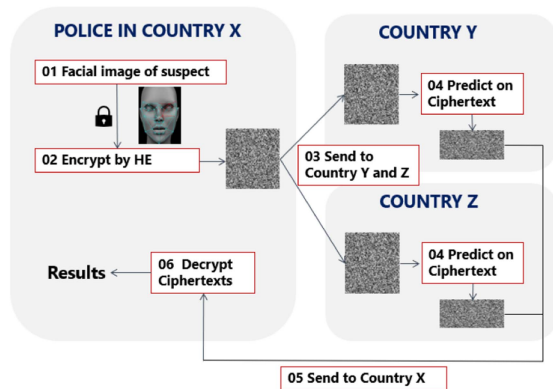 POLICE IN COUNTRY X
01 Facial image of suspect
02 Encrypt by HE
03 Send to
Country Y and Z
COUNTRY Y
04 Predict on
Ciphertext
COUNTRY Z
04 Predict on
Ciphertext
05 Send to Country X
06 Decrypt
Ciphertexts
Results